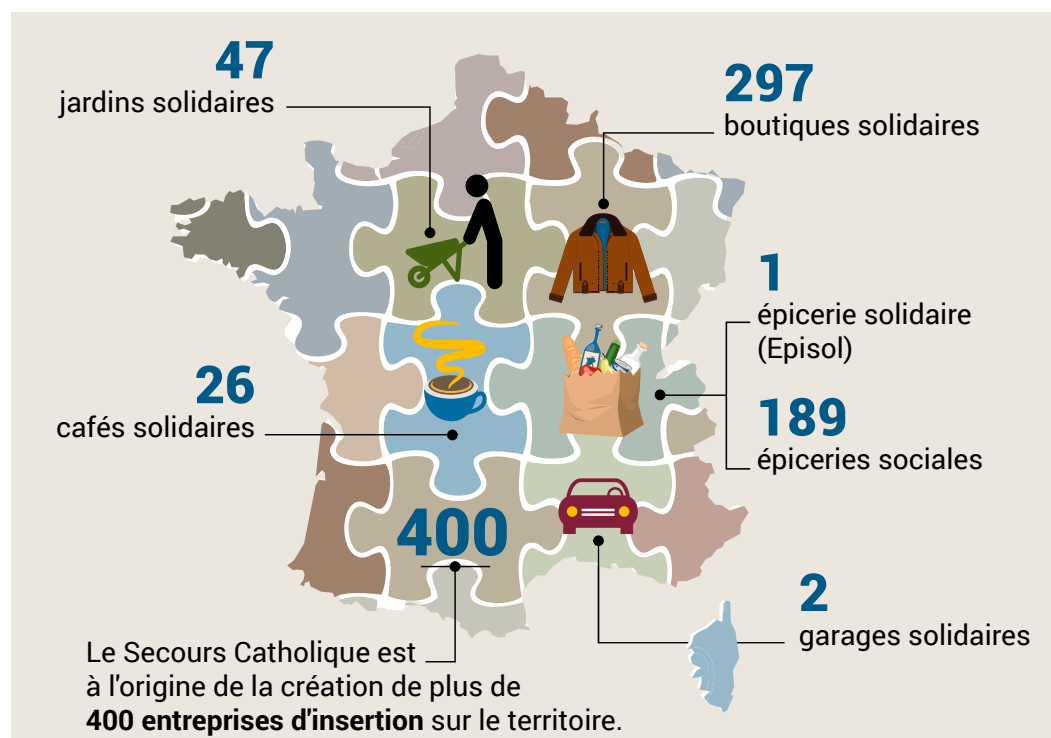 47
jardins solidaires
297
boutiques solidaires
1
épicerie solidaire
(Episol)
26
cafés solidaires
189
épiceries sociales
400
2
garages solidaires
Le Secours Catholique est
à l'origine de la création de plus de
400 entreprises d'insertion sur le territoire.